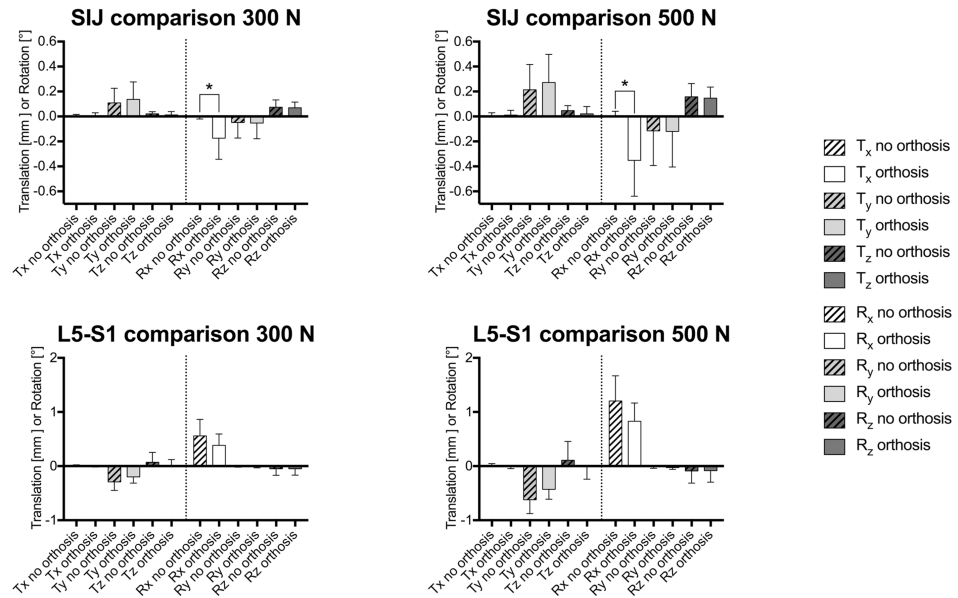 SIJ comparison 300 N
Translation [mm ] or Rotation [°]
0.6
0.4
0.2
0.0
-0.2
-0.4
-0.6
*
Tx no orthosis
Tx orthosis
Ty no orthosis
Ty orthosis
Tz no orthosis
Tz orthosis
Rx no orthosis
Rx orthosis
Ry no orthosis
Ry orthosis
Rz no orthosis
Rz orthosis
SIJ comparison 500 N
Translation [mm ] or Rotation [°]
0.6
0.4
0.2
0.0
-0.2
-0.4
-0.6
*
Tx no orthosis
Tx orthosis
Ty no orthosis
Ty orthosis
Tz no orthosis
Tz orthosis
Rx no orthosis
Rx orthosis
Ry no orthosis
Ry orthosis
Rz no orthosis
Rz orthosis
L5-S1 comparison 300 N
Translation [mm ] or Rotation [°]
2
1
0
-1
Tx no orthosis
Tx orthosis
Ty no orthosis
Ty orthosis
Tz no orthosis
Tz orthosis
Rx no orthosis
Rx orthosis
Ry no orthosis
Ry orthosis
Rz no orthosis
Rz orthosis
L5-S1 comparison 500 N
Translation [mm ] or Rotation [°]
2
1
0
-1
Tx no orthosis
Tx orthosis
Ty no orthosis
Ty orthosis
Tz no orthosis
Tz orthosis
Rx no orthosis
Rx orthosis
Ry no orthosis
Ry orthosis
Rz no orthosis
Rz orthosis
Tx no orthosis
Tx orthosis
Ty no orthosis
Ty orthosis
Tz no orthosis
Tz orthosis
Rx no orthosis
Rx orthosis
Ry no orthosis
Ry orthosis
Rz no orthosis
Rz orthosis